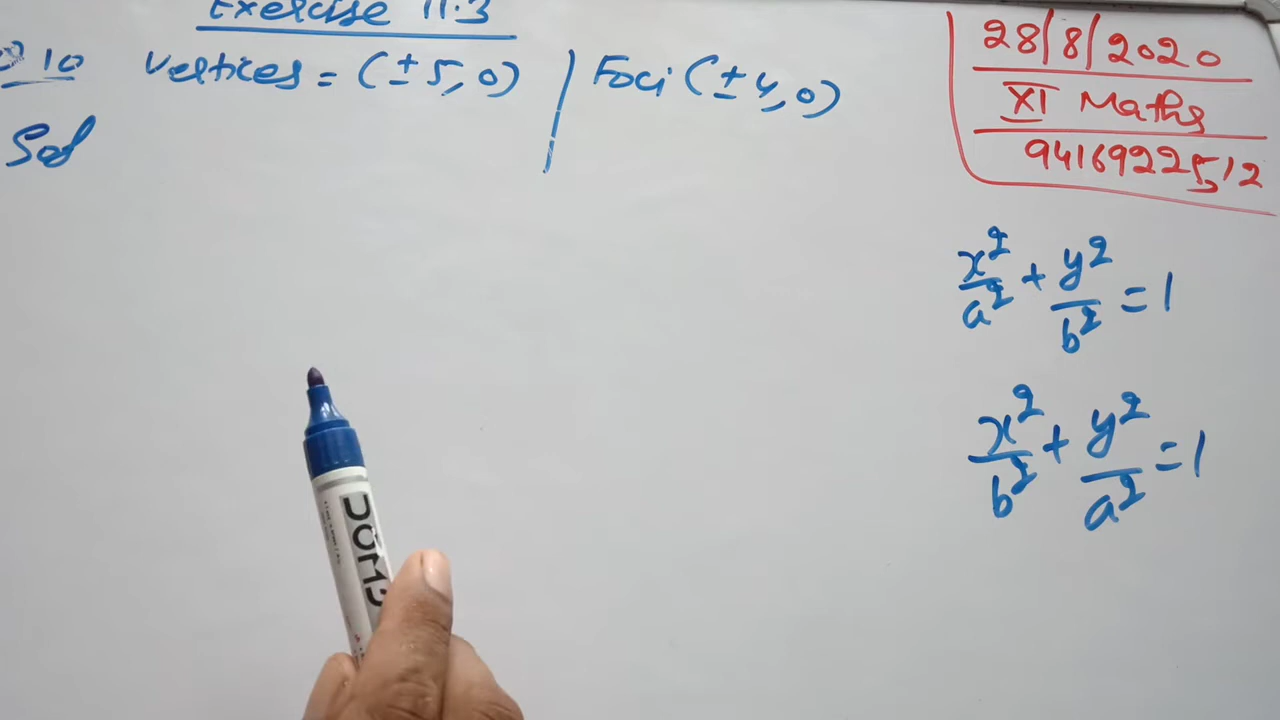 Exercise 11.3
10 Vertices = (±5,0) | Foci (±4,0)
Sol
28/8/2020
XI Maths
9416922512
x²/a² + y²/b² = 1
x²/b² + y²/a² = 1
DOMS